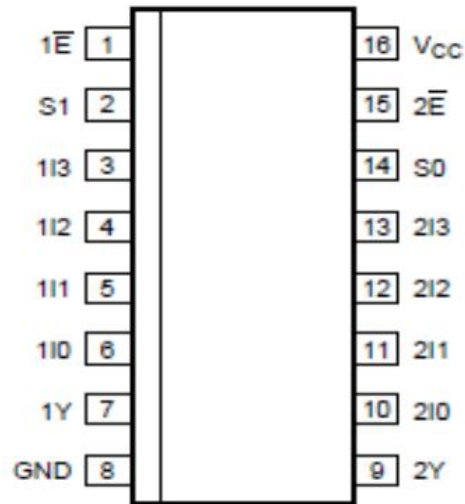 1E̅ 1 16 VCC
S1 2 15 2E̅
1I3 3 14 S0
1I2 4 13 2I3
1I1 5 12 2I2
1I0 6 11 2I1
1Y 7 10 2I0
GND 8 9 2Y